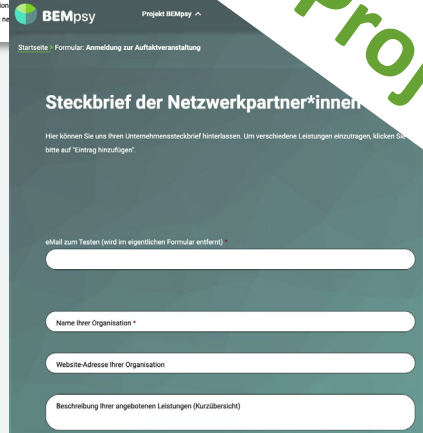 BEMpsy
Projekt BEMpsy
Startseite > Formular: Anmeldung zur Auftaktveranstaltung
Proj
Steckbrief der Netzwerkpartner*innen
Hier können Sie uns Ihren Unternehmenssteckbrief hinterlassen. Um verschiedene Leistungen einzutragen, klicken Sie
bitte auf "Eintrag hinzufügen".
eMail zum Testen (wird im eigentlichen Formular entfernt) *
Name Ihrer Organisation *
Website-Adresse Ihrer Organisation
Beschreibung Ihrer angebotenen Leistungen (Kurzübersicht)